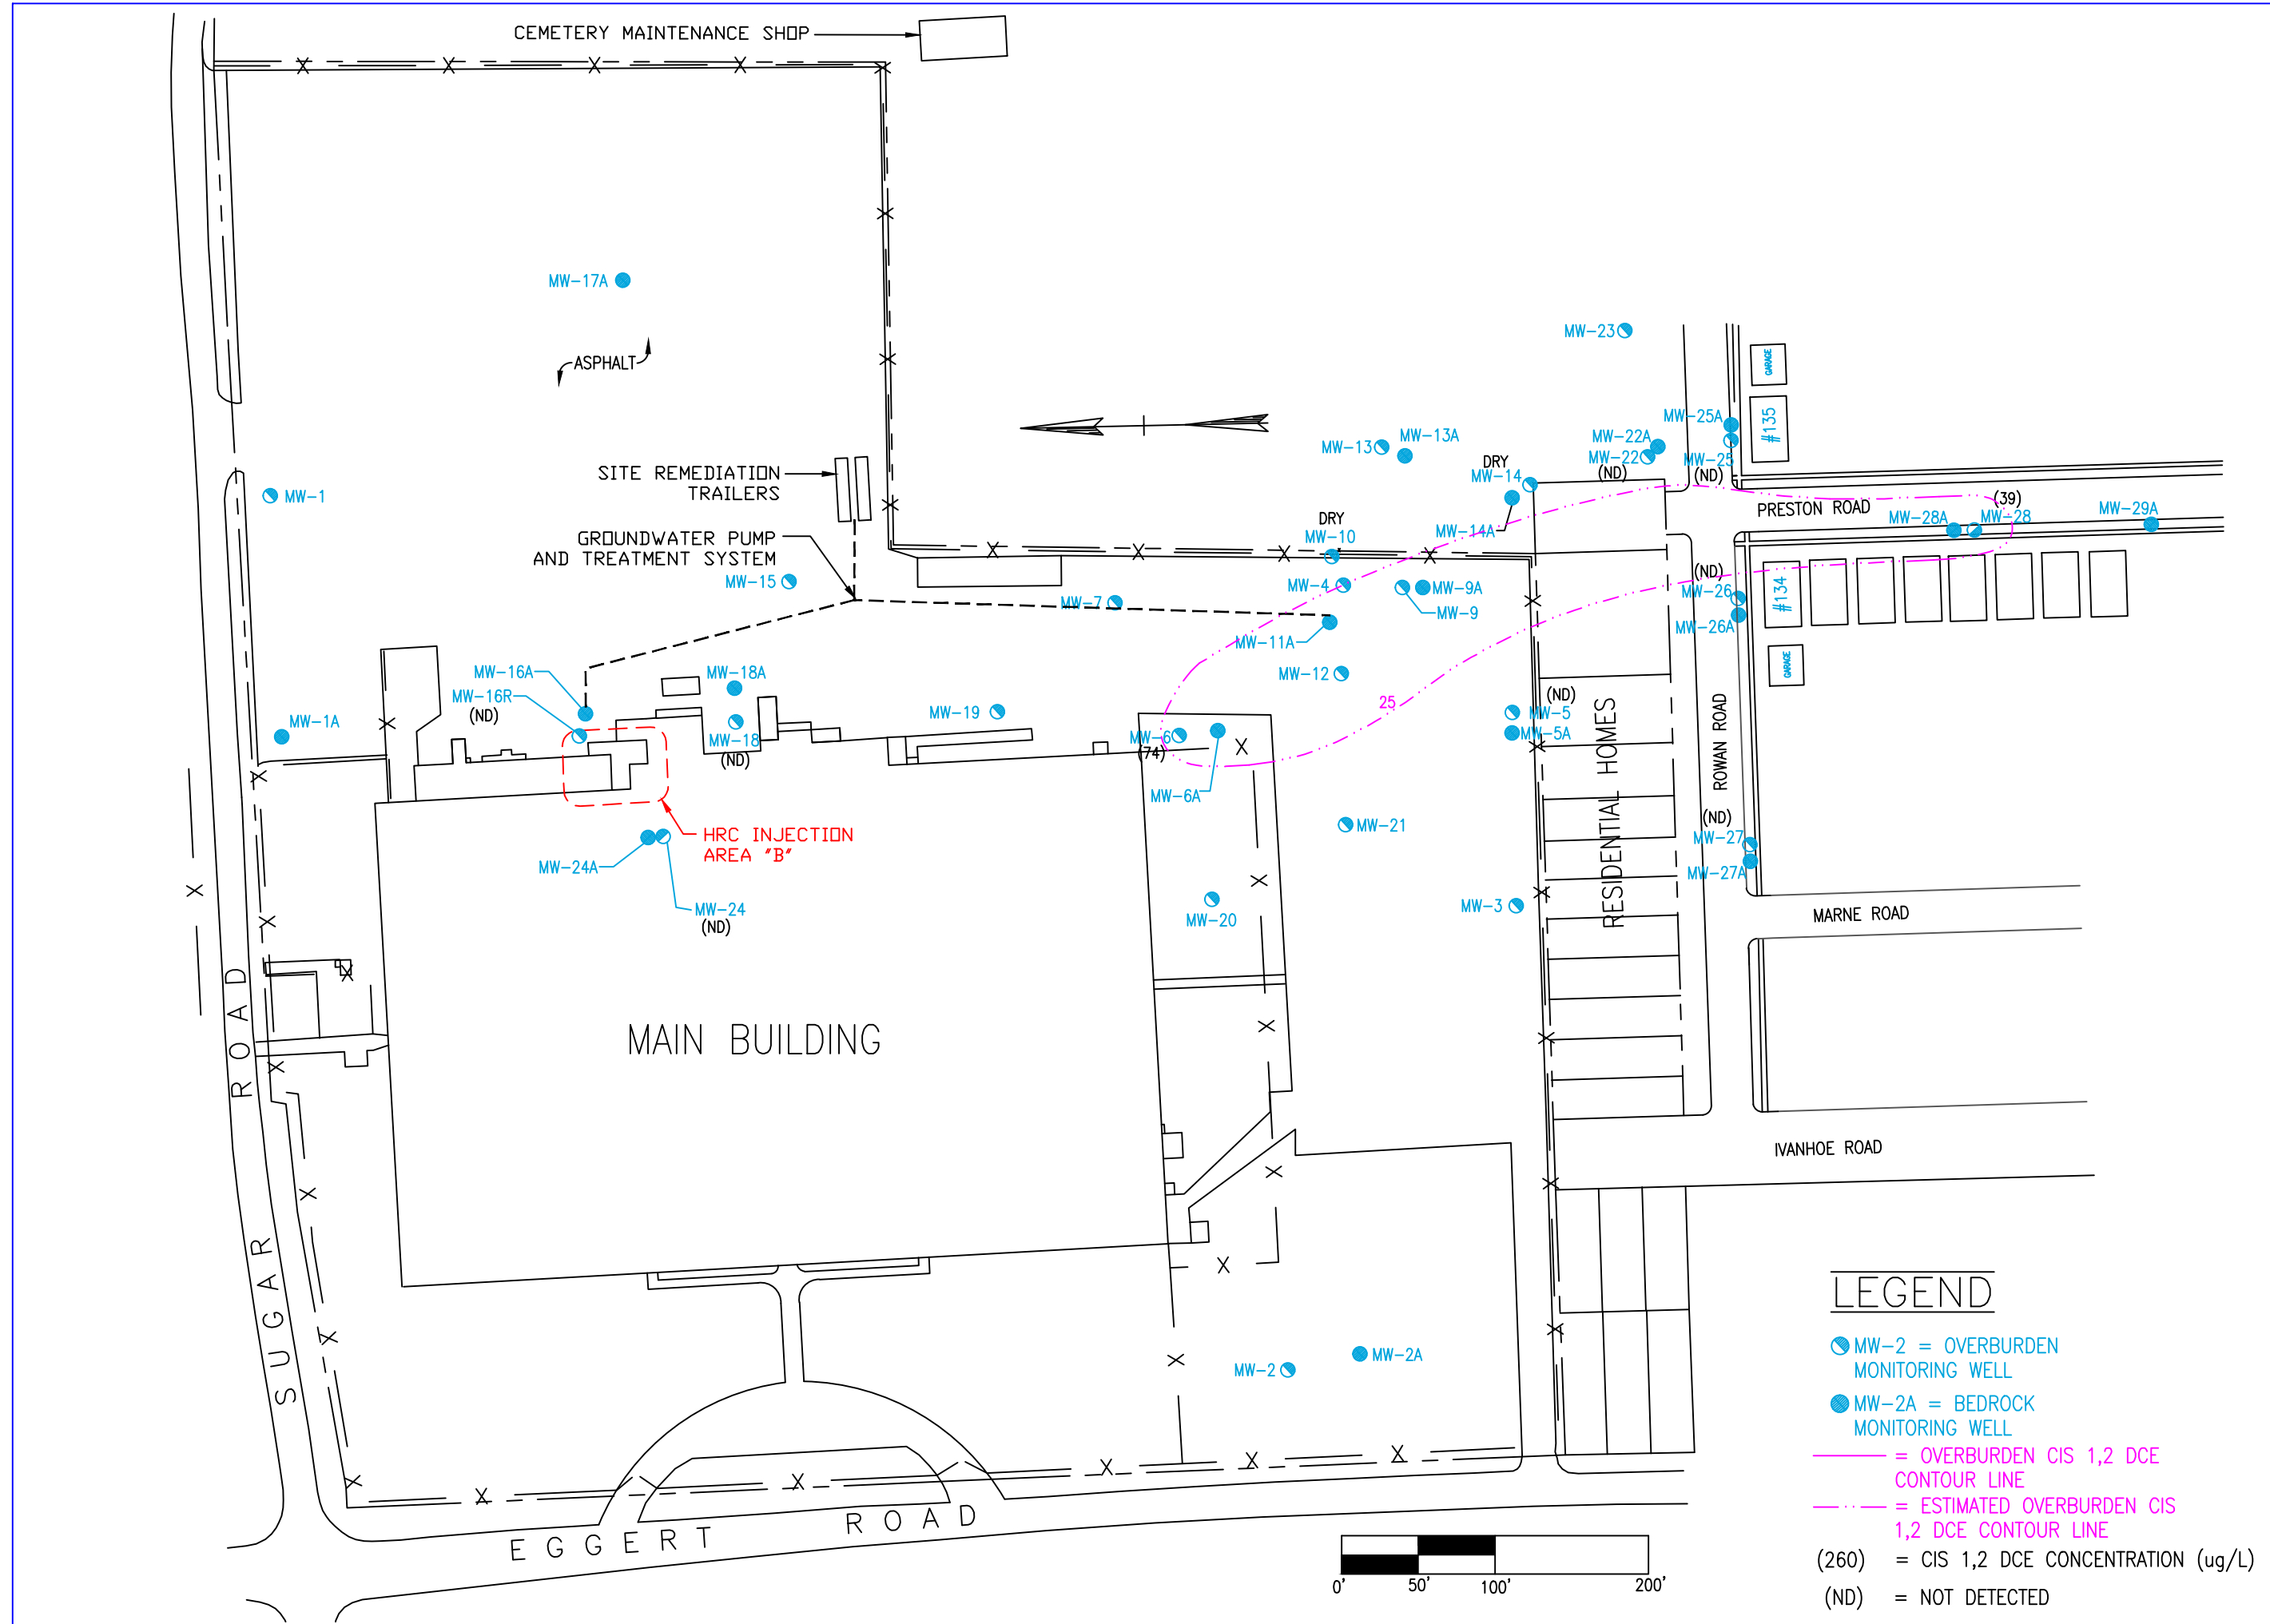 CEMETERY MAINTENANCE SHOP
MW-17A
ASPHALT
MW-23
GARAGE
#135
MW-25A
MW-22A
MW-22
(ND)
MW-25
(ND)
MW-13
MW-13A
DRY
MW-14
MW-14A
SITE REMEDIATION
TRAILERS
MW-1
GROUNDWATER PUMP
AND TREATMENT SYSTEM
DRY
MW-10
PRESTON ROAD
(39)
MW-28A
MW-28
MW-29A
MW-15
MW-7
MW-4
MW-9A
MW-9
(ND)
MW-26
MW-26A
#134
GARAGE
MW-11A
MW-12
MW-16A
MW-16R
(ND)
MW-18A
MW-18
(ND)
MW-1A
MW-19
MW-6
(74)
MW-6A
25
(ND)
MW-5
MW-5A
RESIDENTIAL HOMES
ROWAN ROAD
HRC INJECTION
AREA "B"
MW-24A
MW-24
(ND)
MW-21
MW-20
MW-3
(ND)
MW-27
MW-27A
MARNE ROAD
MAIN BUILDING
SUGAR ROAD
IVANHOE ROAD
MW-2
MW-2A
EGGERT ROAD
0'
50'
100'
200'
LEGEND
MW-2 = OVERBURDEN
MONITORING WELL
MW-2A = BEDROCK
MONITORING WELL
= OVERBURDEN CIS 1,2 DCE
CONTOUR LINE
= ESTIMATED OVERBURDEN CIS
1,2 DCE CONTOUR LINE
(260) = CIS 1,2 DCE CONCENTRATION (ug/L)
(ND) = NOT DETECTED